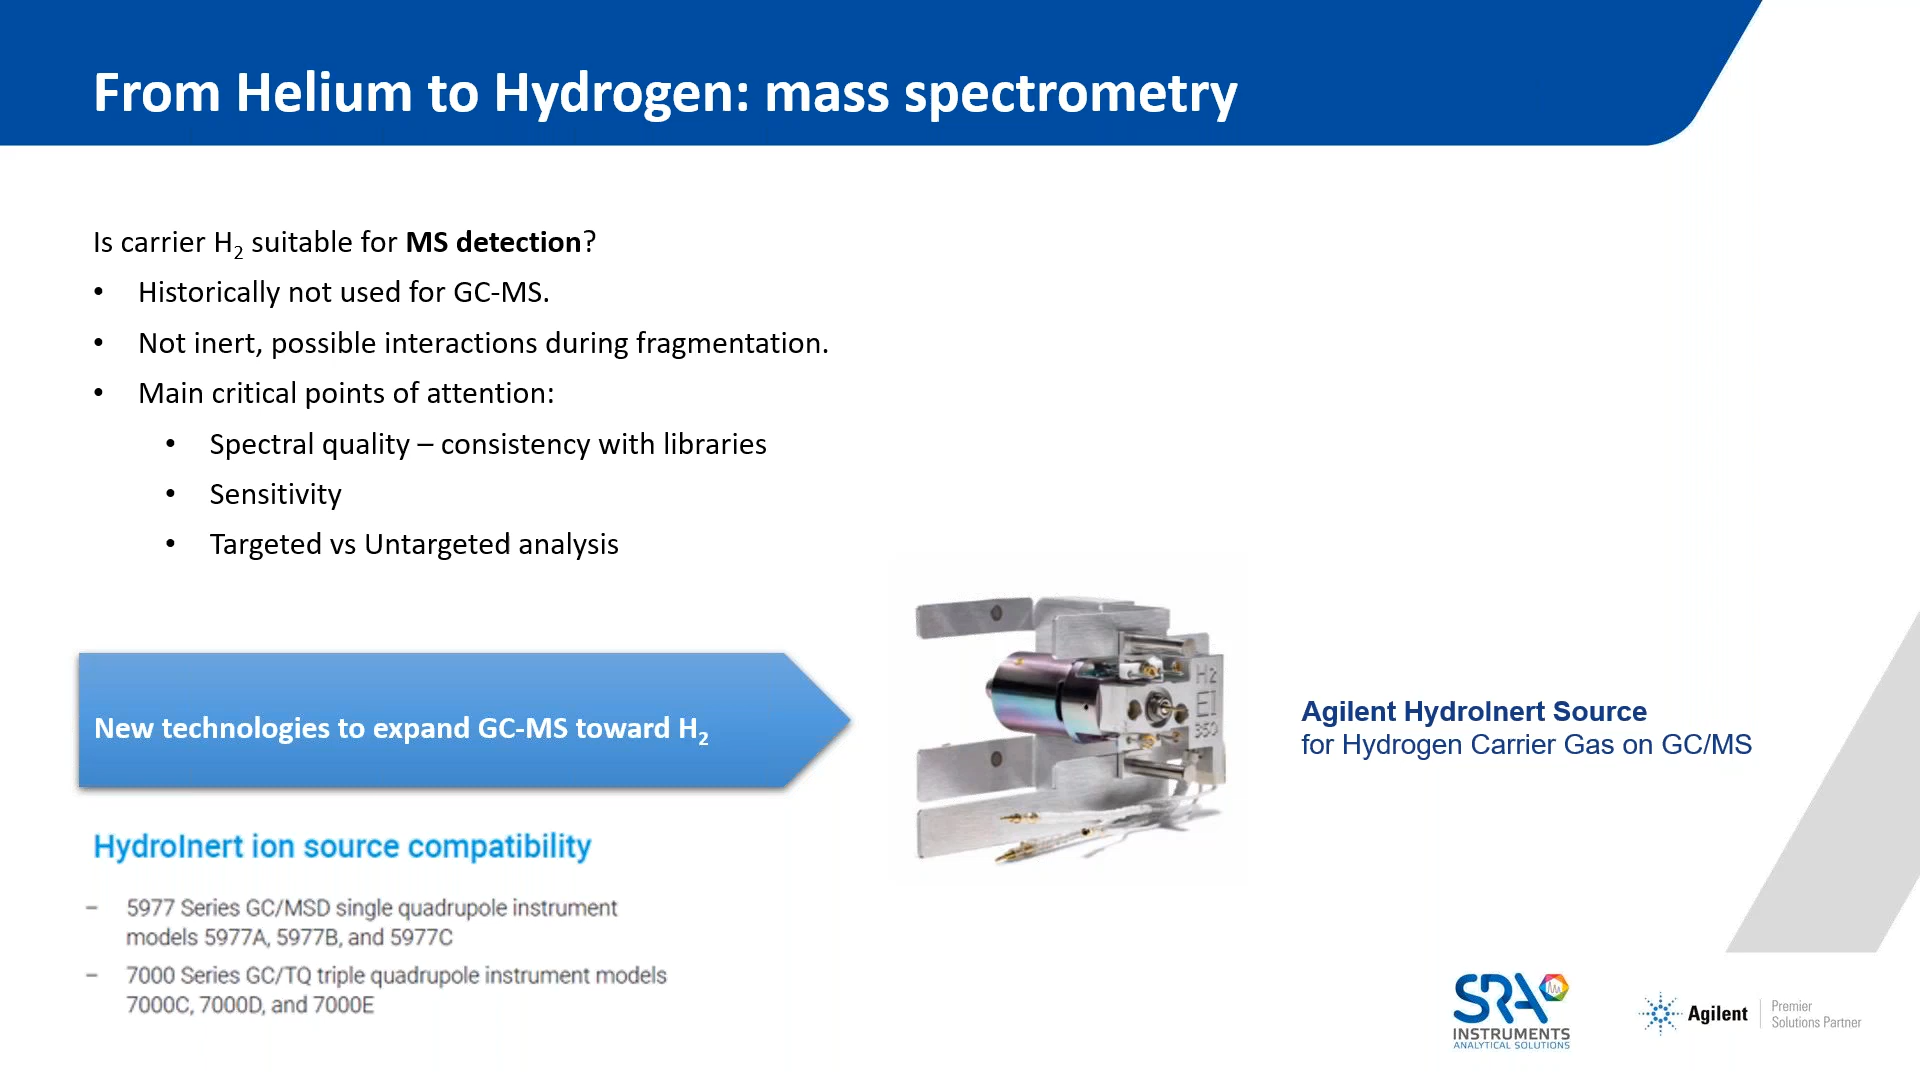 From Helium to Hydrogen: mass spectrometry
Is carrier H2 suitable for MS detection?
• Historically not used for GC-MS.
• Not inert, possible interactions during fragmentation.
• Main critical points of attention:
• Spectral quality – consistency with libraries
• Sensitivity
• Targeted vs Untargeted analysis
New technologies to expand GC-MS toward H2
H2
EI
350
Agilent HydroInert Source
for Hydrogen Carrier Gas on GC/MS
HydroInert ion source compatibility
– 5977 Series GC/MSD single quadrupole instrument
models 5977A, 5977B, and 5977C
– 7000 Series GC/TQ triple quadrupole instrument models
7000C, 7000D, and 7000E
SRA
INSTRUMENTS
ANALYTICAL SOLUTIONS
Agilent
Premier
Solutions Partner